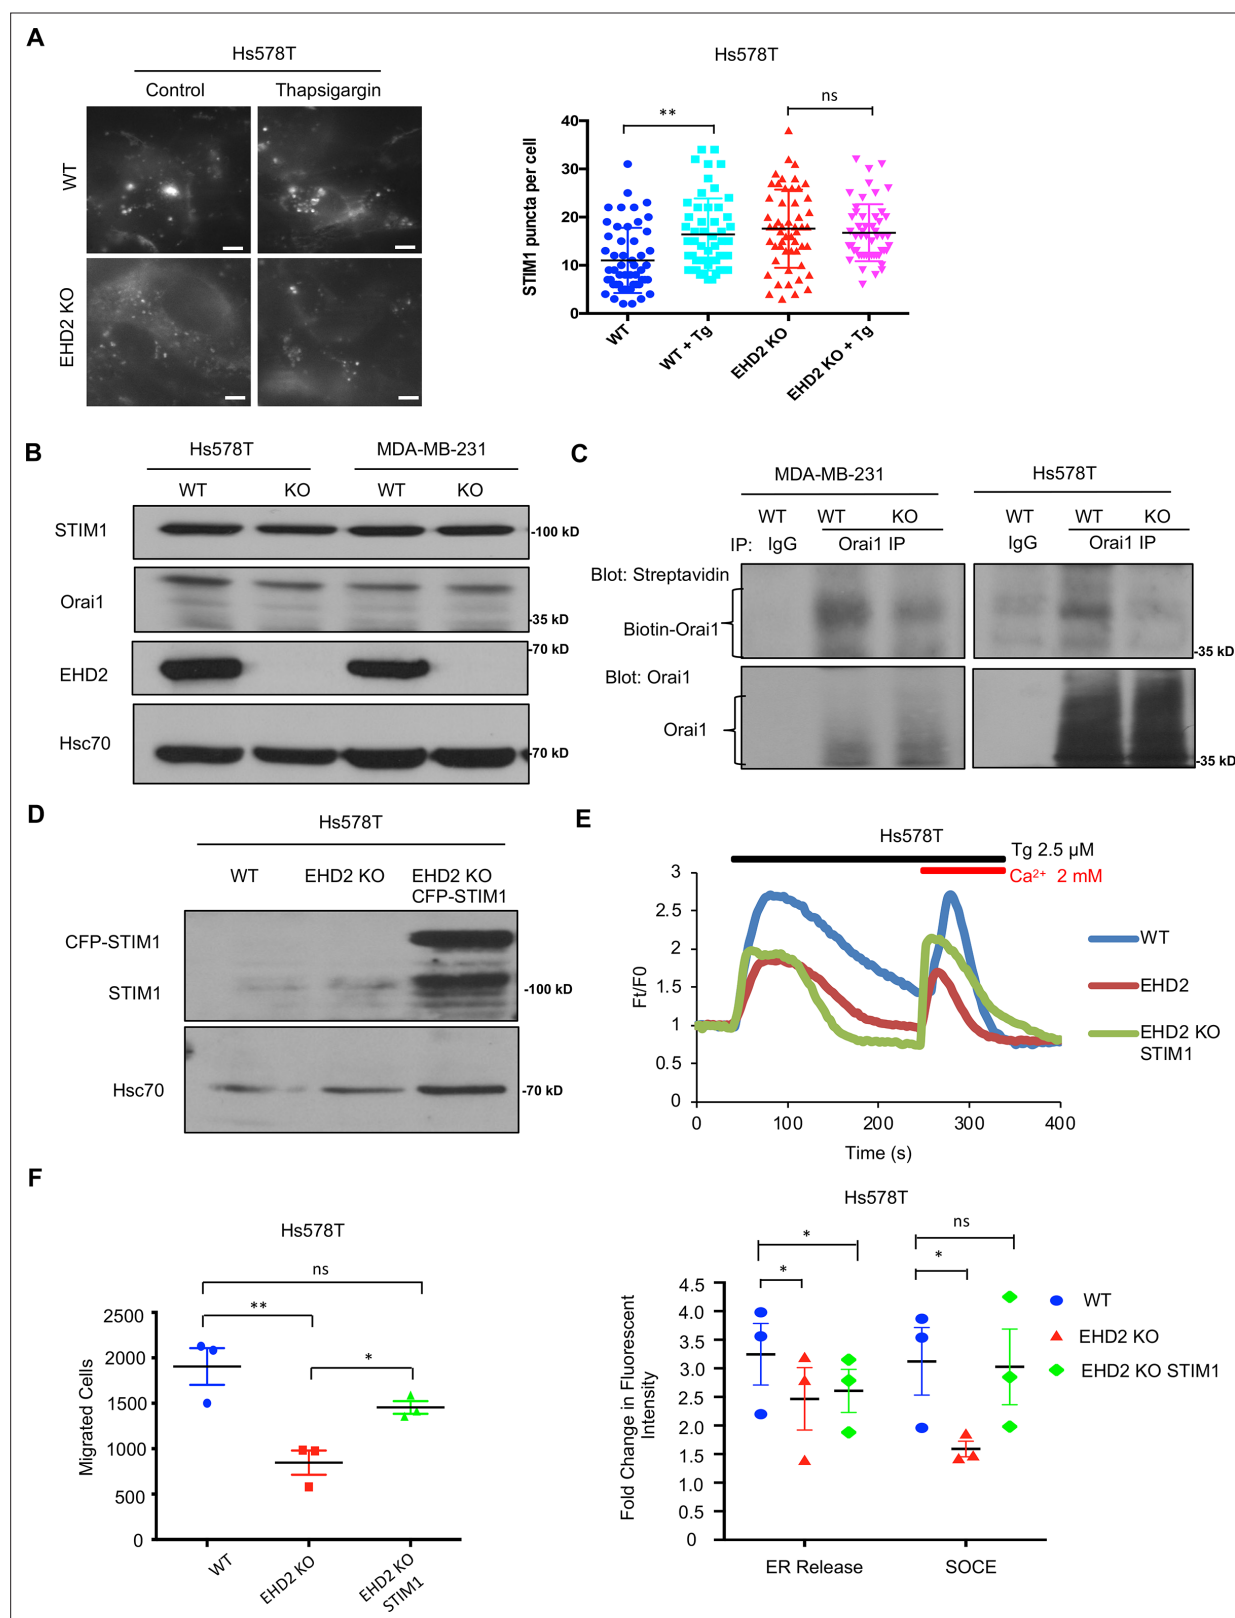 A
Hs578T
Control
Thapsigargin
WT
EHD2 KO
Hs578T
**
ns
STIM1 puncta per cell
40
30
20
10
0
WT
WT + Tg
EHD2 KO
EHD2 KO + Tg
B
Hs578T
MDA-MB-231
WT
KO
WT
KO
STIM1
-100 kD
Orai1
-35 kD
-70 kD
EHD2
Hsc70
-70 kD
C
MDA-MB-231
Hs578T
WT
WT
KO
WT
WT
KO
IP:
IgG
Orai1 IP
IgG
Orai1 IP
Blot: Streptavidin
Biotin-Orai1
-35 kD
Blot: Orai1
Orai1
-35 kD
D
Hs578T
WT
EHD2 KO
EHD2 KO
CFP-STIM1
CFP-STIM1
STIM1
-100 kD
Hsc70
-70 kD
E
Hs578T
Tg 2.5 µM
Ca²⁺ 2 mM
Ft/F0
3
2.5
2
1.5
1
0.5
0
0
100
200
300
400
Time (s)
WT
EHD2
EHD2 KO
STIM1
F
Hs578T
ns
**
*
Migrated Cells
2500
2000
1500
1000
500
0
WT
EHD2 KO
EHD2 KO
STIM1
Hs578T
*
*
ns
*
Fold Change in Fluorescent
Intensity
4.5
4.0
3.5
3.0
2.5
2.0
1.5
1.0
0.5
0
ER Release
SOCE
WT
EHD2 KO
EHD2 KO STIM1